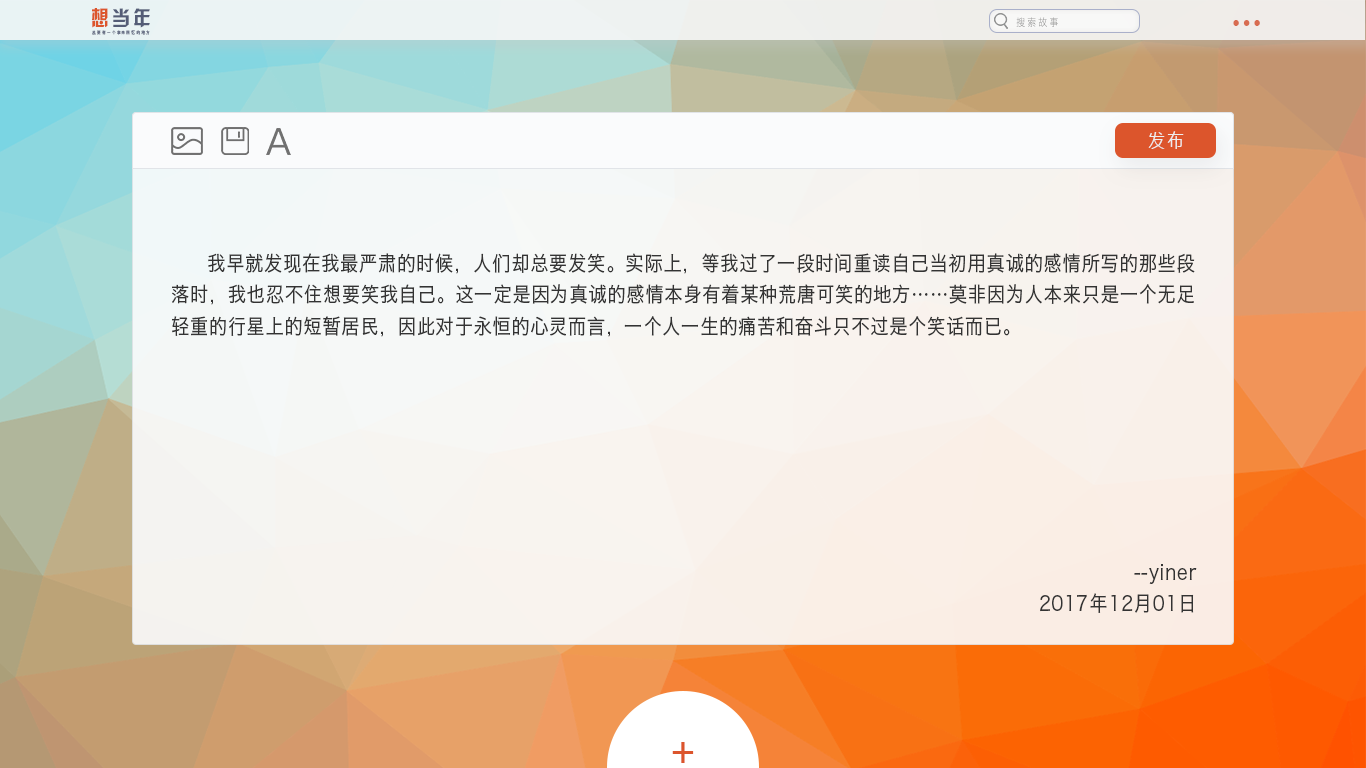 想当年
搜索故事
发布
我早就发现在我最严肃的时候，人们却总要发笑。实际上，等我过了一段时间重读自己当初用真诚的感情所写的那些段
落时，我也忍不住想要笑我自己。这一定是因为真诚的感情本身有着某种荒唐可笑的地方……莫非因为人本来只是一个无足
轻重的行星上的短暂居民，因此对于永恒的心灵而言，一个人一生的痛苦和奋斗只不过是个笑话而已。
--yiner
2017年12月01日